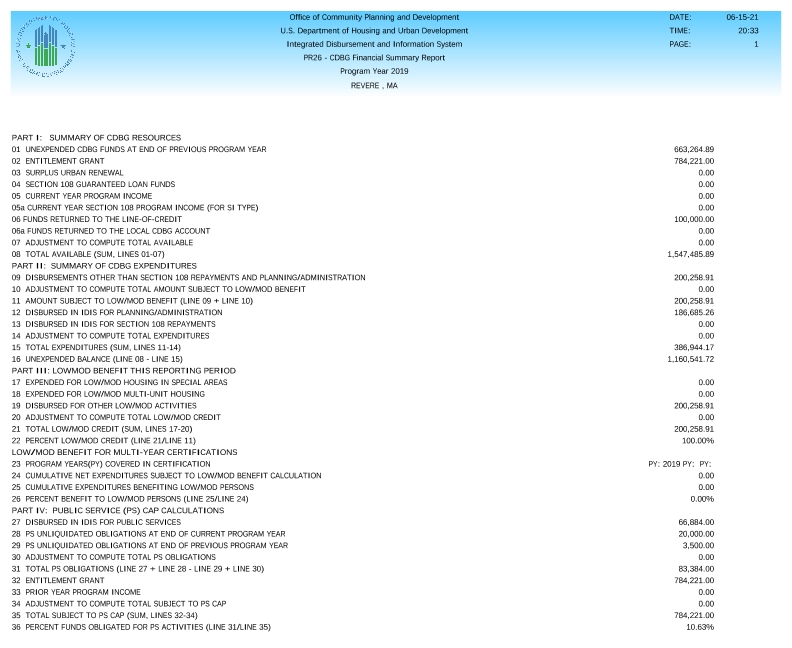 Office of Community Planning and Development
DATE: 06-15-21
U.S. Department of Housing and Urban Development
TIME: 20:33
Integrated Disbursement and Information System
PAGE: 1
PR26 - CDBG Financial Summary Report
Program Year 2019
REVERE , MA
PART I: SUMMARY OF CDBG RESOURCES
01 UNEXPENDED CDBG FUNDS AT END OF PREVIOUS PROGRAM YEAR 663,264.89
02 ENTITLEMENT GRANT 784,221.00
03 SURPLUS URBAN RENEWAL 0.00
04 SECTION 108 GUARANTEED LOAN FUNDS 0.00
05 CURRENT YEAR PROGRAM INCOME 0.00
05a CURRENT YEAR SECTION 108 PROGRAM INCOME (FOR SI TYPE) 0.00
06 FUNDS RETURNED TO THE LINE-OF-CREDIT 100,000.00
06a FUNDS RETURNED TO THE LOCAL CDBG ACCOUNT 0.00
07 ADJUSTMENT TO COMPUTE TOTAL AVAILABLE 0.00
08 TOTAL AVAILABLE (SUM, LINES 01-07) 1,547,485.89
PART II: SUMMARY OF CDBG EXPENDITURES
09 DISBURSEMENTS OTHER THAN SECTION 108 REPAYMENTS AND PLANNING/ADMINISTRATION 200,258.91
10 ADJUSTMENT TO COMPUTE TOTAL AMOUNT SUBJECT TO LOW/MOD BENEFIT 0.00
11 AMOUNT SUBJECT TO LOW/MOD BENEFIT (LINE 09 + LINE 10) 200,258.91
12 DISBURSED IN IDIS FOR PLANNING/ADMINISTRATION 186,685.26
13 DISBURSED IN IDIS FOR SECTION 108 REPAYMENTS 0.00
14 ADJUSTMENT TO COMPUTE TOTAL EXPENDITURES 0.00
15 TOTAL EXPENDITURES (SUM, LINES 11-14) 386,944.17
16 UNEXPENDED BALANCE (LINE 08 - LINE 15) 1,160,541.72
PART III: LOWMOD BENEFIT THIS REPORTING PERIOD
17 EXPENDED FOR LOW/MOD HOUSING IN SPECIAL AREAS 0.00
18 EXPENDED FOR LOW/MOD MULTI-UNIT HOUSING 0.00
19 DISBURSED FOR OTHER LOW/MOD ACTIVITIES 200,258.91
20 ADJUSTMENT TO COMPUTE TOTAL LOW/MOD CREDIT 0.00
21 TOTAL LOW/MOD CREDIT (SUM, LINES 17-20) 200,258.91
22 PERCENT LOW/MOD CREDIT (LINE 21/LINE 11) 100.00%
LOW/MOD BENEFIT FOR MULTI-YEAR CERTIFICATIONS
23 PROGRAM YEARS(PY) COVERED IN CERTIFICATION PY: 2019 PY: PY:
24 CUMULATIVE NET EXPENDITURES SUBJECT TO LOW/MOD BENEFIT CALCULATION 0.00
25 CUMULATIVE EXPENDITURES BENEFITING LOW/MOD PERSONS 0.00
26 PERCENT BENEFIT TO LOW/MOD PERSONS (LINE 25/LINE 24) 0.00%
PART IV: PUBLIC SERVICE (PS) CAP CALCULATIONS
27 DISBURSED IN IDIS FOR PUBLIC SERVICES 66,884.00
28 PS UNLIQUIDATED OBLIGATIONS AT END OF CURRENT PROGRAM YEAR 20,000.00
29 PS UNLIQUIDATED OBLIGATIONS AT END OF PREVIOUS PROGRAM YEAR 3,500.00
30 ADJUSTMENT TO COMPUTE TOTAL PS OBLIGATIONS 0.00
31 TOTAL PS OBLIGATIONS (LINE 27 + LINE 28 - LINE 29 + LINE 30) 83,384.00
32 ENTITLEMENT GRANT 784,221.00
33 PRIOR YEAR PROGRAM INCOME 0.00
34 ADJUSTMENT TO COMPUTE TOTAL SUBJECT TO PS CAP 0.00
35 TOTAL SUBJECT TO PS CAP (SUM, LINES 32-34) 784,221.00
36 PERCENT FUNDS OBLIGATED FOR PS ACTIVITIES (LINE 31/LINE 35) 10.63%